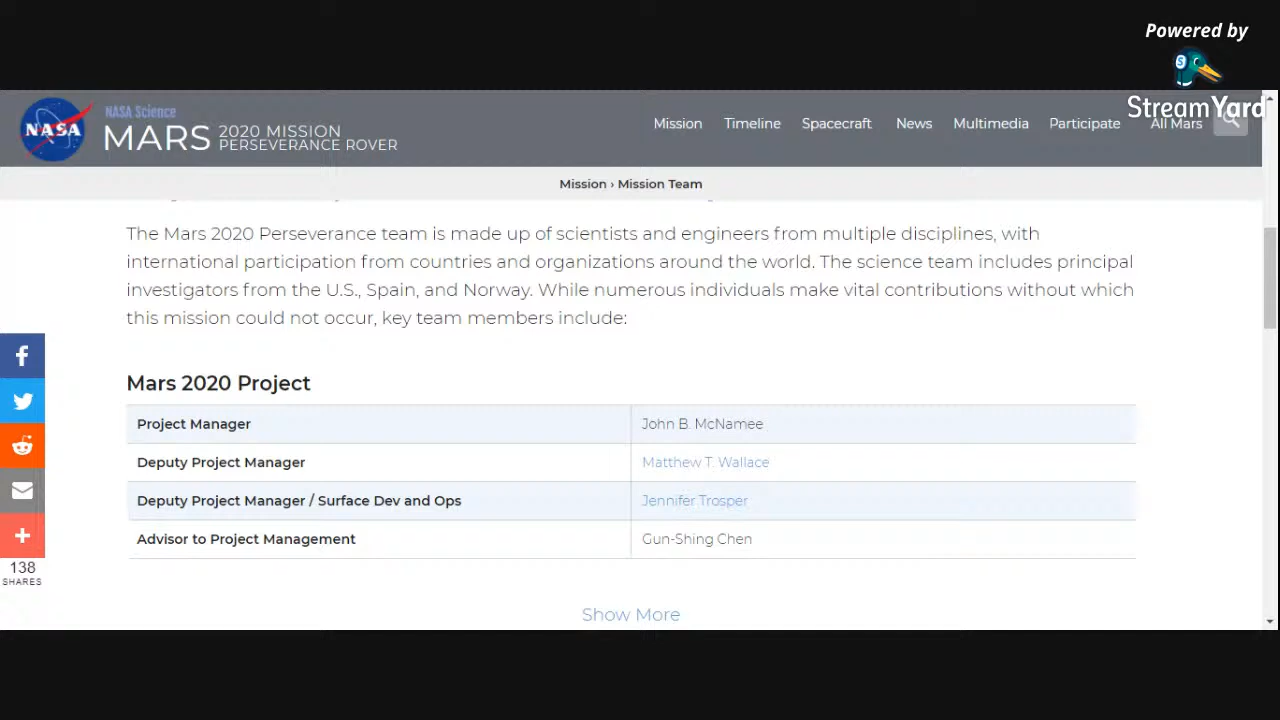 Powered by
StreamYard
NASA
NASA Science
MARS 2020 MISSION
PERSEVERANCE ROVER
Mission Timeline Spacecraft News Multimedia Participate All Mars
Mission › Mission Team
The Mars 2020 Perseverance team is made up of scientists and engineers from multiple disciplines, with
international participation from countries and organizations around the world. The science team includes principal
investigators from the U.S., Spain, and Norway. While numerous individuals make vital contributions without which
this mission could not occur, key team members include:
Mars 2020 Project
Project Manager John B. McNamee
Deputy Project Manager Matthew T. Wallace
Deputy Project Manager / Surface Dev and Ops Jennifer Trosper
Advisor to Project Management Gun-Shing Chen
138
SHARES
Show More